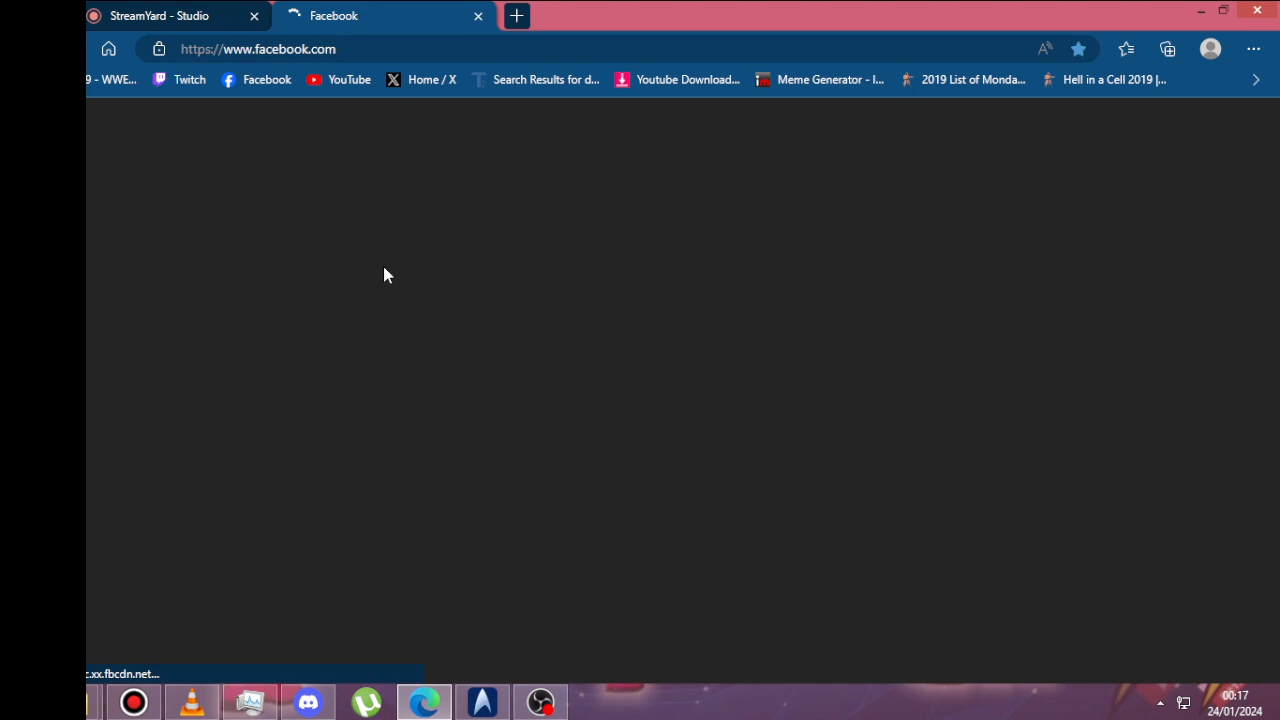 StreamYard - Studio
Facebook
https://www.facebook.com
9 - WWE...
Twitch
Facebook
YouTube
Home / X
Search Results for d...
Youtube Download...
Meme Generator - I...
2019 List of Monda...
Hell in a Cell 2019 |...
c.xx.fbcdn.net...
00:17
24/01/2024